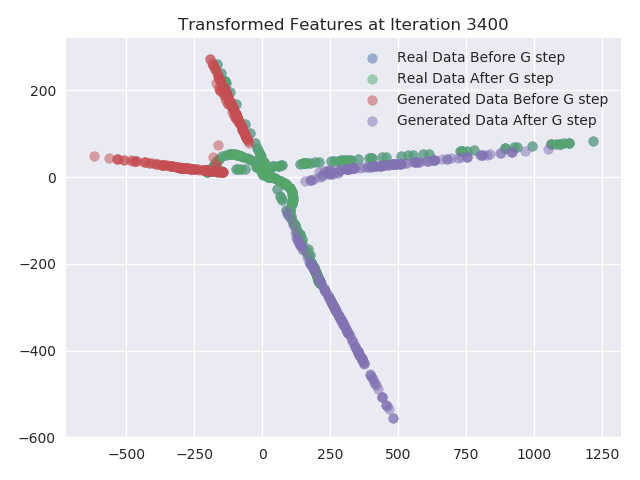 Transformed Features at Iteration 3400
Real Data Before G step
Real Data After G step
Generated Data Before G step
Generated Data After G step
200
0
−200
−400
−600
−500
−250
0
250
500
750
1000
1250